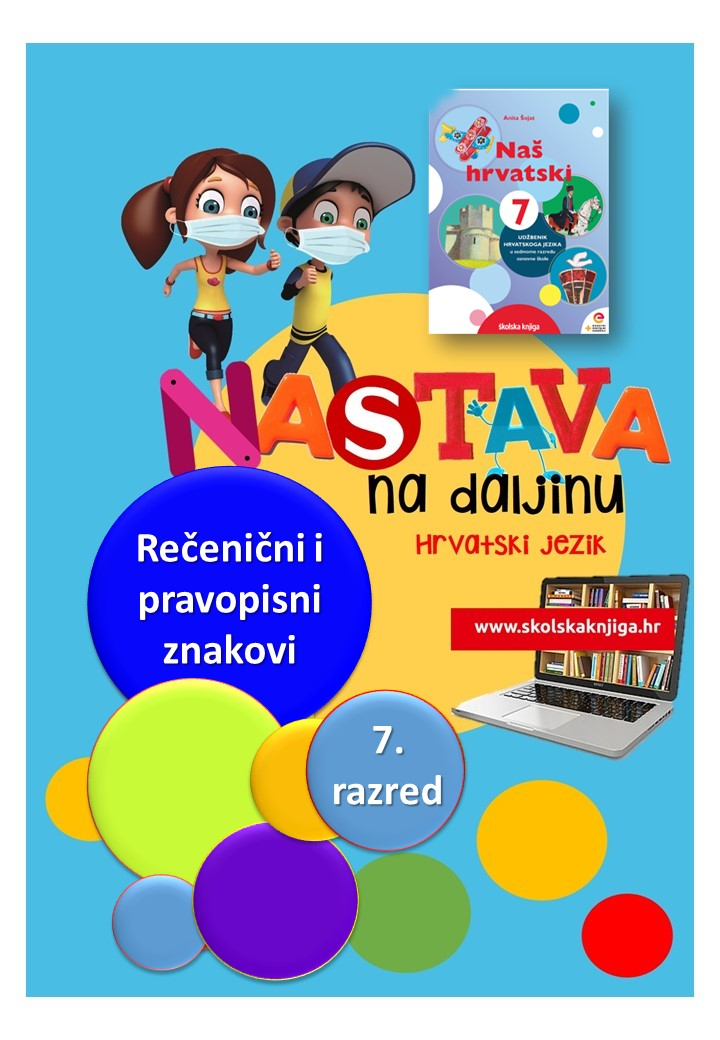 Anita Šojat
Naš
hrvatski
7
UDŽBENIK
HRVATSKOGA JEZIKA
u sedmome razredu
osnovne škole
školska knjiga
NASTAVA
na daljinu
Hrvatski jezik
Rečenični i
pravopisni
znakovi
www.skolskaknjiga.hr
7.
razred